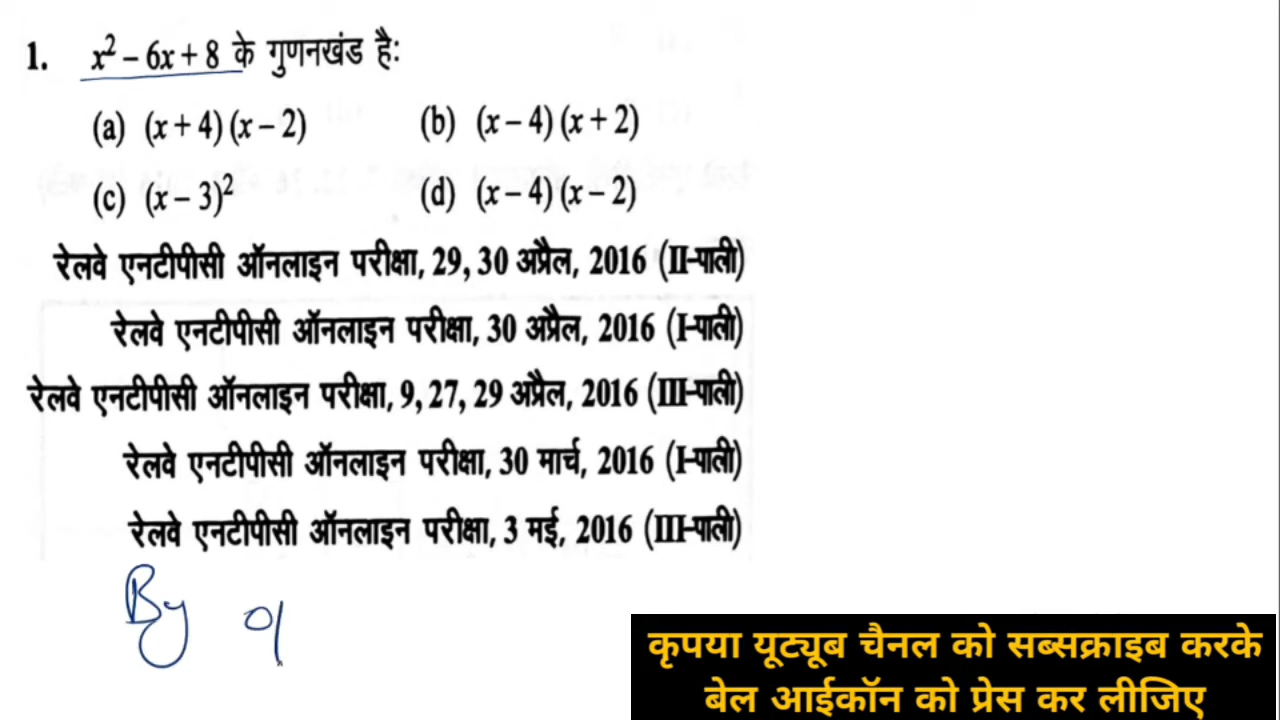 1. x² – 6x + 8 के गुणनखंड है:
(a) (x + 4) (x – 2) (b) (x – 4) (x + 2)
(c) (x – 3)² (d) (x – 4) (x – 2)
रेलवे एनटीपीसी ऑनलाइन परीक्षा, 29, 30 अप्रैल, 2016 (II-पाली)
रेलवे एनटीपीसी ऑनलाइन परीक्षा, 30 अप्रैल, 2016 (I-पाली)
रेलवे एनटीपीसी ऑनलाइन परीक्षा, 9, 27, 29 अप्रैल, 2016 (III-पाली)
रेलवे एनटीपीसी ऑनलाइन परीक्षा, 30 मार्च, 2016 (I-पाली)
रेलवे एनटीपीसी ऑनलाइन परीक्षा, 3 मई, 2016 (III-पाली)
By
कृपया यूट्यूब चैनल को सब्सक्राइब करके
बेल आईकॉन को प्रेस कर लीजिए